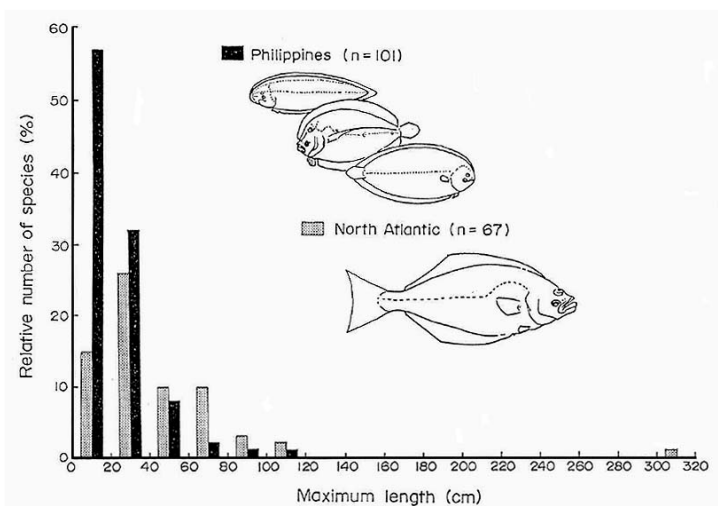 60
50
40
30
20
10
0
Relative number of species (%)
Philippines (n=101)
North Atlantic (n=67)
0 20 40 60 80 100 120 140 160 180 200 220 240 260 280 300 320
Maximum length (cm)